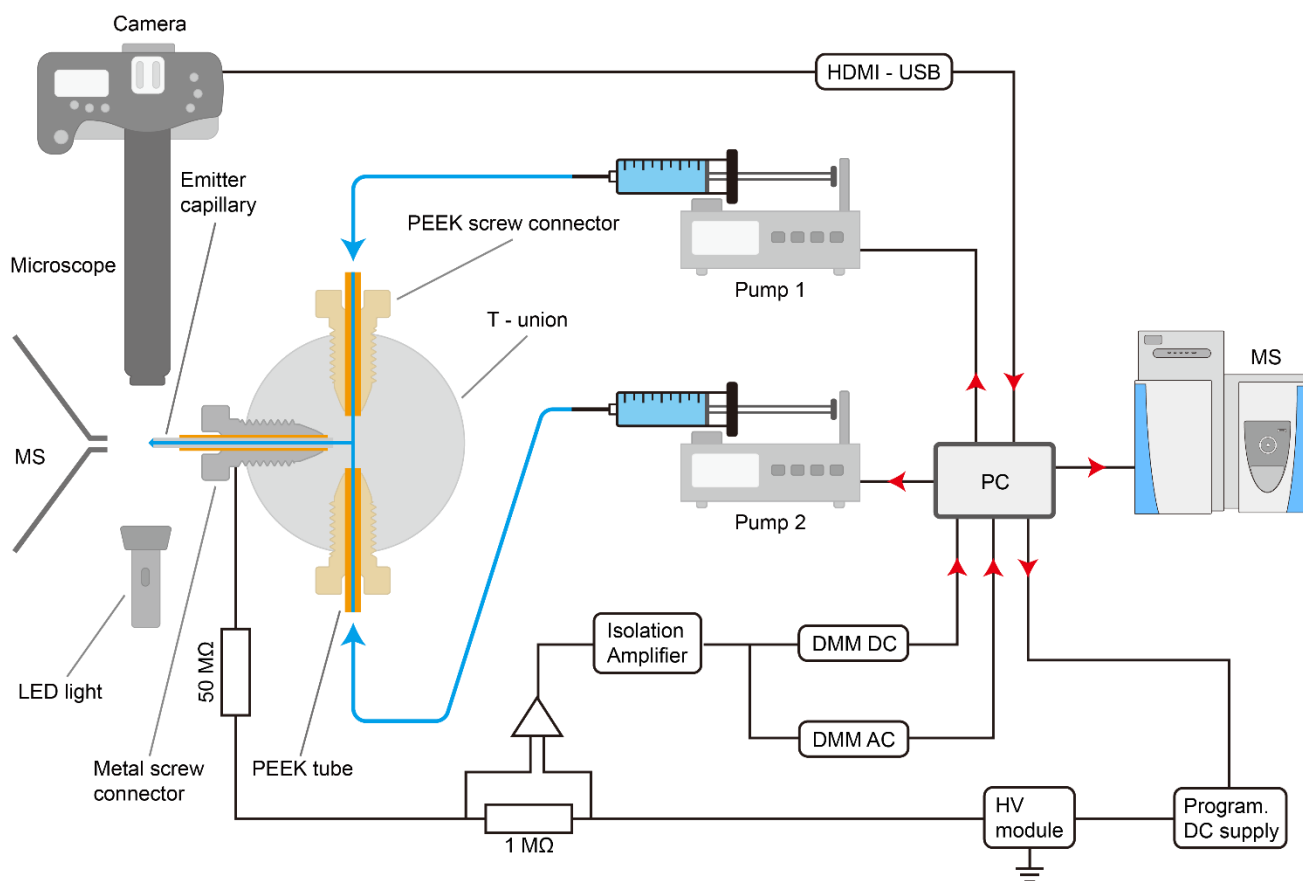 Camera
HDMI - USB
Emitter
capillary
PEEK screw connector
Microscope
Pump 1
T - union
MS
MS
PC
Pump 2
Isolation
Amplifier
DMM DC
50 MΩ
LED light
DMM AC
Metal screw
connector
PEEK tube
HV
module
Program.
DC supply
1 MΩ